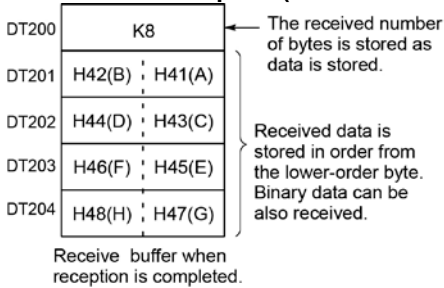 DT200 K8
The received number
of bytes is stored as
data is stored.
DT201 H42(B) H41(A)
DT202 H44(D) H43(C)
DT203 H46(F) H45(E)
DT204 H48(H) H47(G)
Received data is
stored in order from
the lower-order byte.
Binary data can be
also received.
Receive buffer when
reception is completed.